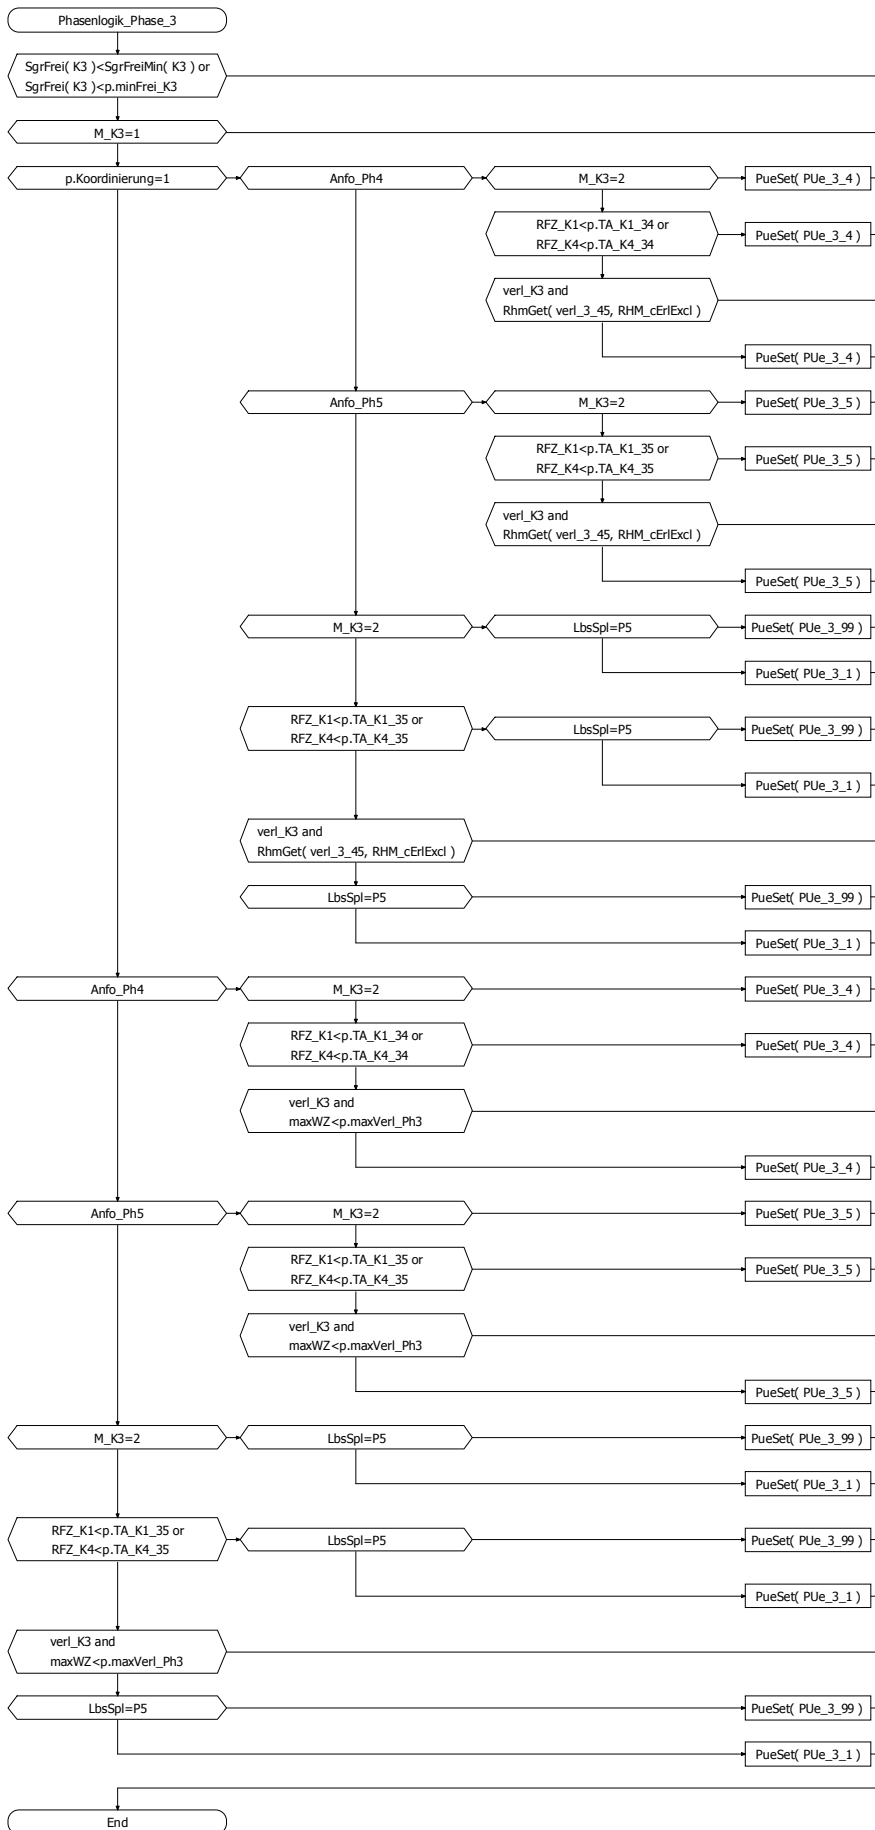 Phasenlogik_Phase_3
SgrFrei( K3 )<SgrFreiMin( K3 ) or
SgrFrei( K3 )<p.minFrei_K3
M_K3=1
p.Koordinierung=1
Anfo_Ph4
M_K3=2
PueSet( PUe_3_4 )
RFZ_K1<p.TA_K1_34 or
RFZ_K4<p.TA_K4_34
PueSet( PUe_3_4 )
verl_K3 and
RhmGet( verl_3_45, RHM_cErlExcl )
PueSet( PUe_3_4 )
Anfo_Ph5
M_K3=2
PueSet( PUe_3_5 )
RFZ_K1<p.TA_K1_35 or
RFZ_K4<p.TA_K4_35
PueSet( PUe_3_5 )
verl_K3 and
RhmGet( verl_3_45, RHM_cErlExcl )
PueSet( PUe_3_5 )
M_K3=2
LbsSpl=P5
PueSet( PUe_3_99 )
PueSet( PUe_3_1 )
RFZ_K1<p.TA_K1_35 or
RFZ_K4<p.TA_K4_35
LbsSpl=P5
PueSet( PUe_3_99 )
PueSet( PUe_3_1 )
verl_K3 and
RhmGet( verl_3_45, RHM_cErlExcl )
LbsSpl=P5
PueSet( PUe_3_99 )
PueSet( PUe_3_1 )
Anfo_Ph4
M_K3=2
PueSet( PUe_3_4 )
RFZ_K1<p.TA_K1_34 or
RFZ_K4<p.TA_K4_34
PueSet( PUe_3_4 )
verl_K3 and
maxWZ<p.maxVerl_Ph3
PueSet( PUe_3_4 )
Anfo_Ph5
M_K3=2
PueSet( PUe_3_5 )
RFZ_K1<p.TA_K1_35 or
RFZ_K4<p.TA_K4_35
PueSet( PUe_3_5 )
verl_K3 and
maxWZ<p.maxVerl_Ph3
PueSet( PUe_3_5 )
M_K3=2
LbsSpl=P5
PueSet( PUe_3_99 )
PueSet( PUe_3_1 )
RFZ_K1<p.TA_K1_35 or
RFZ_K4<p.TA_K4_35
LbsSpl=P5
PueSet( PUe_3_99 )
PueSet( PUe_3_1 )
verl_K3 and
maxWZ<p.maxVerl_Ph3
LbsSpl=P5
PueSet( PUe_3_99 )
PueSet( PUe_3_1 )
End